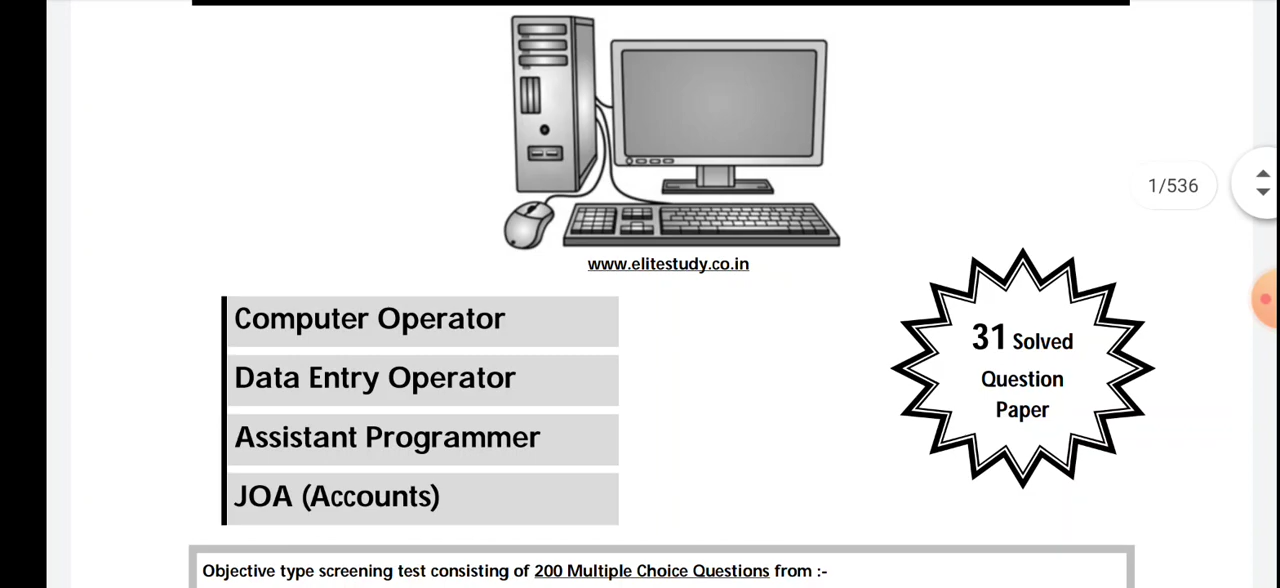 www.elitestudy.co.in
1/536
Computer Operator
Data Entry Operator
Assistant Programmer
JOA (Accounts)
31 Solved
Question
Paper
Objective type screening test consisting of 200 Multiple Choice Questions from :-